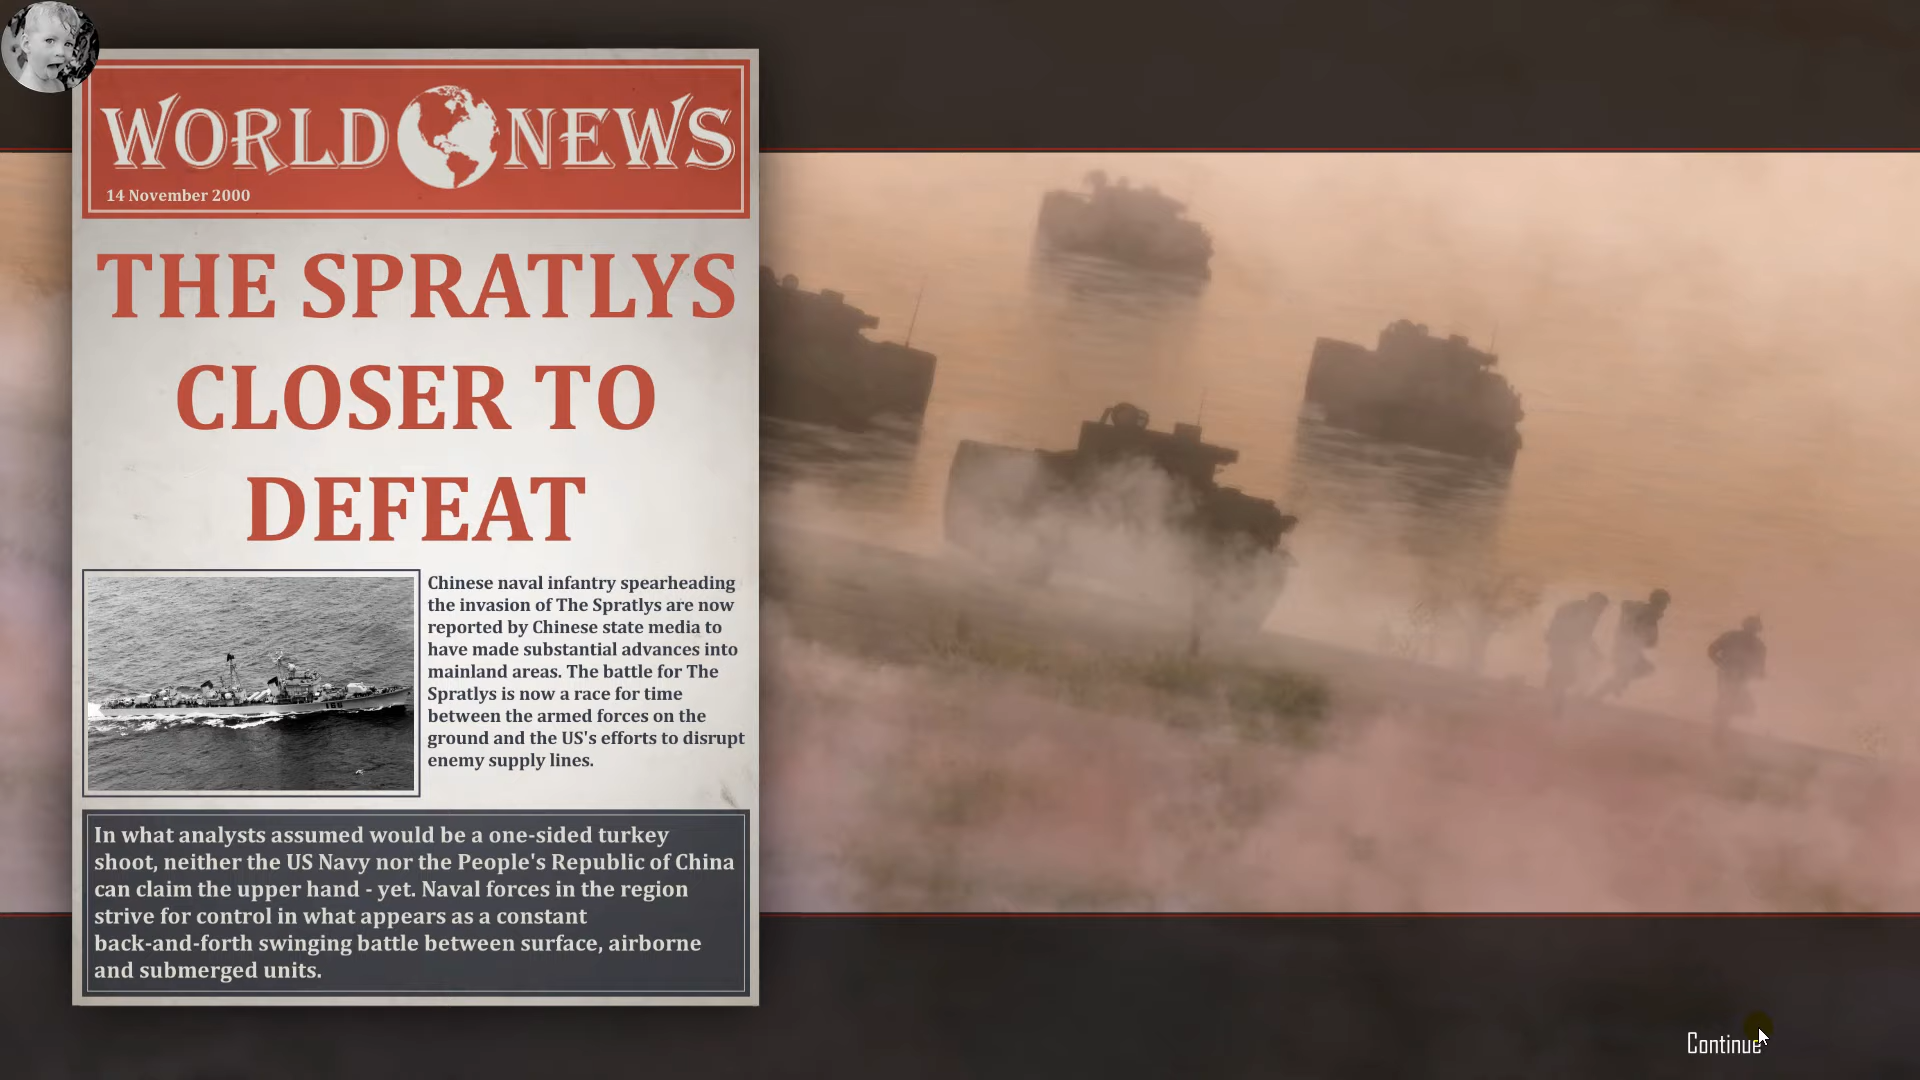 WORLD NEWS
14 November 2000
THE SPRATLYS
CLOSER TO
DEFEAT
Chinese naval infantry spearheading
the invasion of The Spratlys are now
reported by Chinese state media to
have made substantial advances into
mainland areas. The battle for The
Spratlys is now a race for time
between the armed forces on the
ground and the US's efforts to disrupt
enemy supply lines.
166
In what analysts assumed would be a one-sided turkey
shoot, neither the US Navy nor the People's Republic of China
can claim the upper hand - yet. Naval forces in the region
strive for control in what appears as a constant
back-and-forth swinging battle between surface, airborne
and submerged units.
Continue